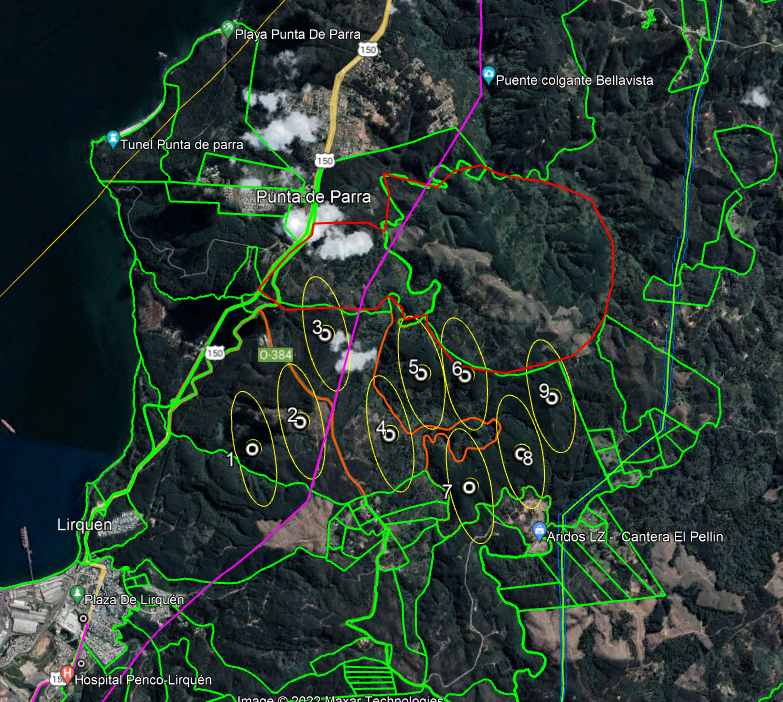 Playa Punta De Parra
150
Puente colgante Bellavista
Tunel Punta de parra
150
Punta de Parra
3
150
O-384
5
6
9
2
4
1
8
7
Lirquen
Aridos LZ - Cantera El Pellin
Plaza De Lirquén
Hospital Penco-Lirquén
Image © 2022 Maxar Technologies